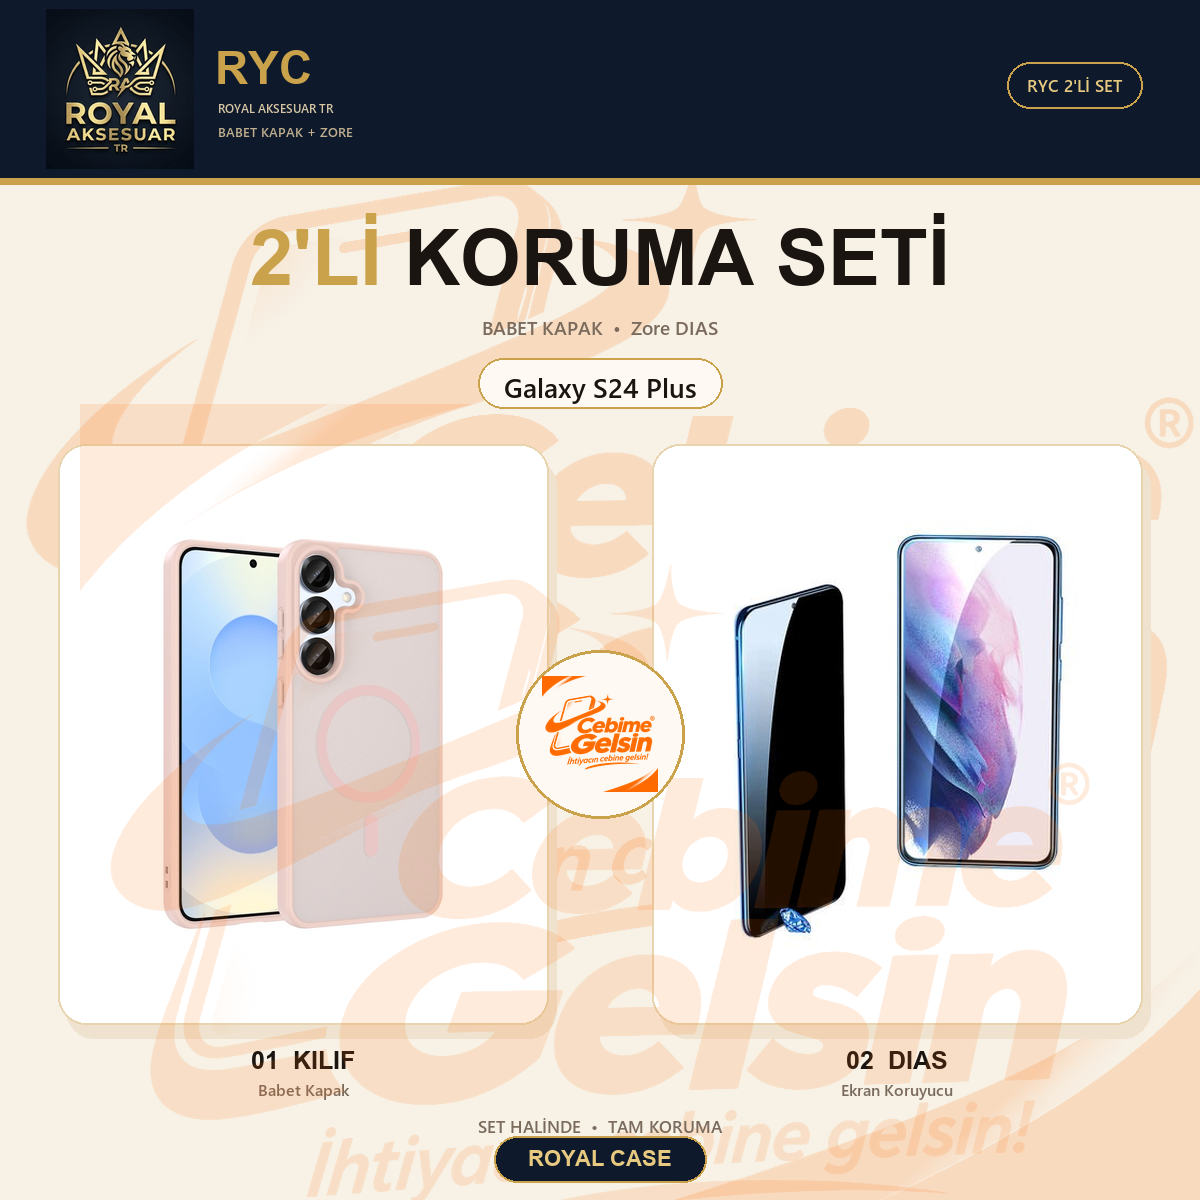 ROYAL
AKSESUAR
TR
RYC
ROYAL AKSESUAR TR
BABET KAPAK + ZORE
RYC 2'Lİ SET
2'Lİ KORUMA SETİ
BABET KAPAK • Zore DIAS
Galaxy S24 Plus
Cebime®
Gelsin
İhtiyacın cebine gelsin!
Cebime®
Gelsin
01 KILIF
Babet Kapak
02 DIAS
Ekran Koruyucu
SET HALİNDE • TAM KORUMA
ROYAL CASE